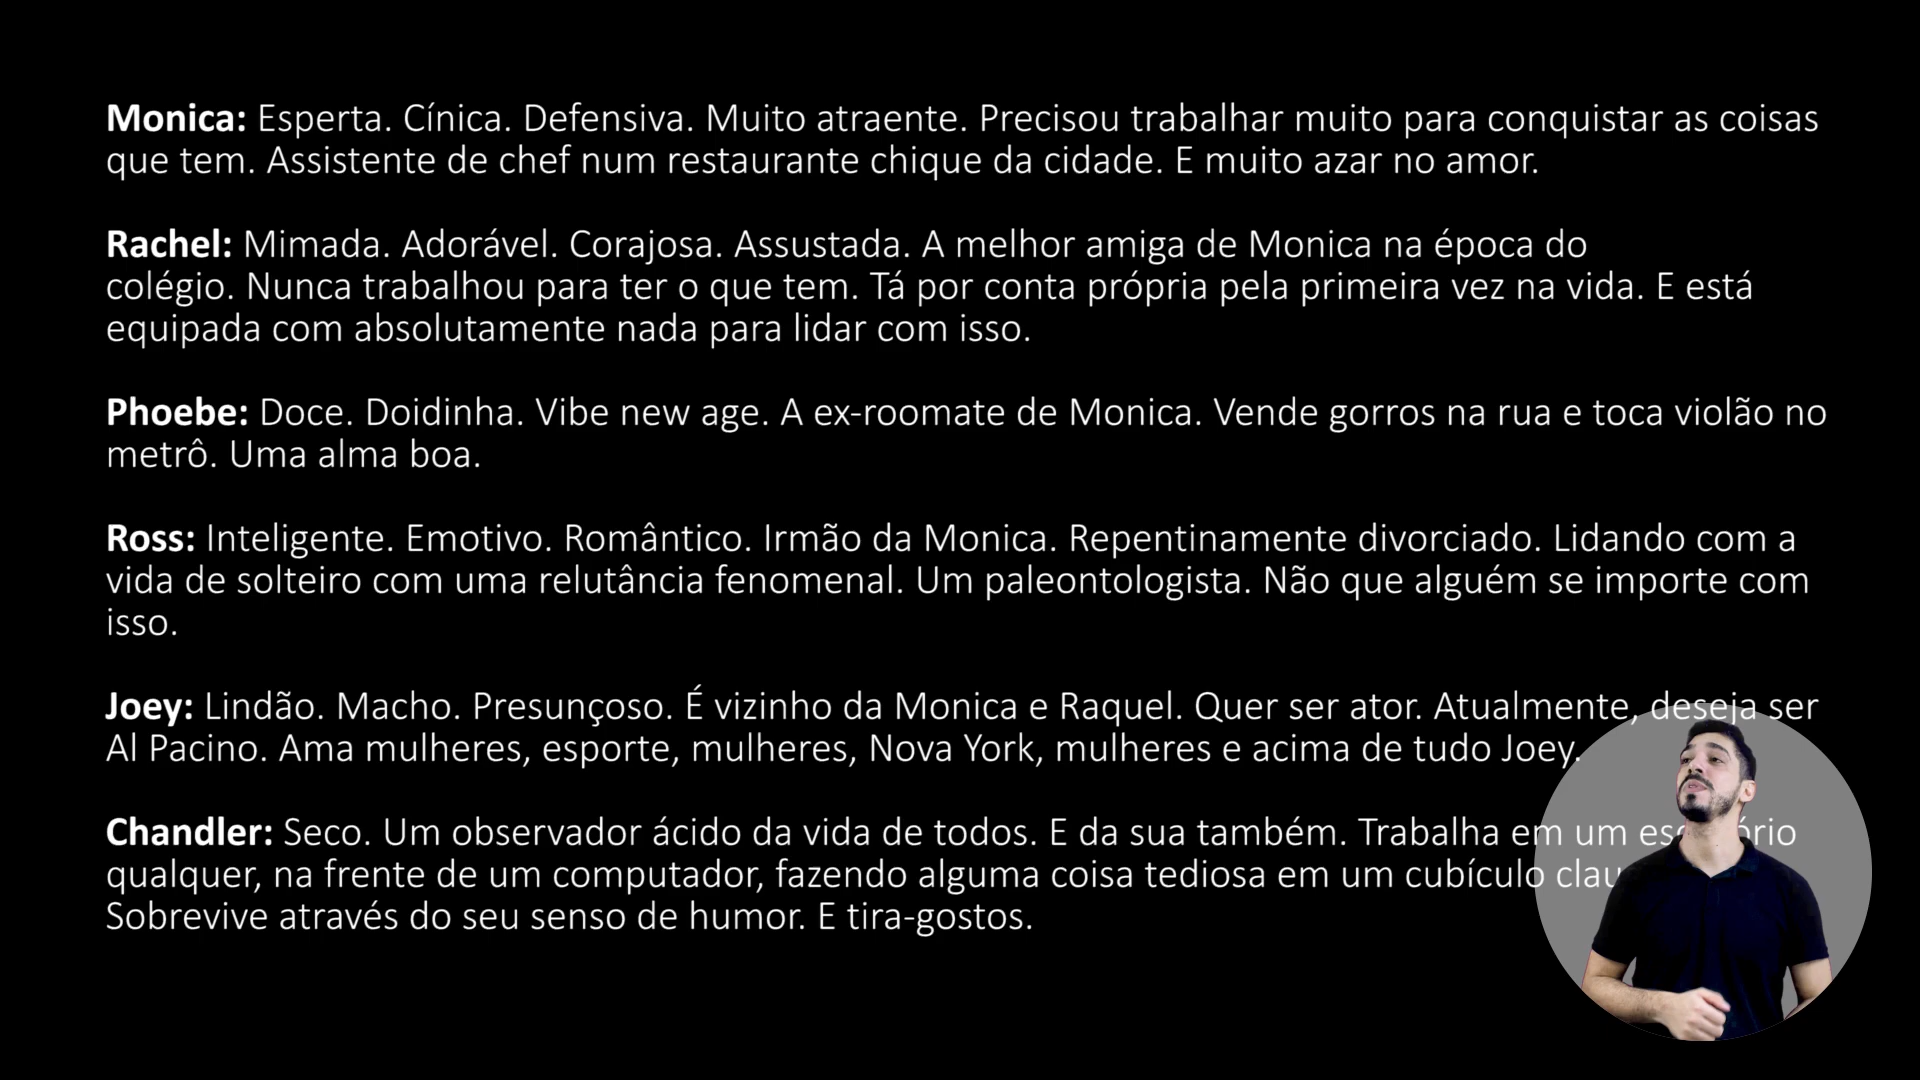 Monica: Esperta. Cínica. Defensiva. Muito atraente. Precisou trabalhar muito para conquistar as coisas
que tem. Assistente de chef num restaurante chique da cidade. E muito azar no amor.
Rachel: Mimada. Adorável. Corajosa. Assustada. A melhor amiga de Monica na época do
colégio. Nunca trabalhou para ter o que tem. Tá por conta própria pela primeira vez na vida. E está
equipada com absolutamente nada para lidar com isso.
Phoebe: Doce. Doidinha. Vibe new age. A ex-roomate de Monica. Vende gorros na rua e toca violão no
metrô. Uma alma boa.
Ross: Inteligente. Emotivo. Romântico. Irmão da Monica. Repentinamente divorciado. Lidando com a
vida de solteiro com uma relutância fenomenal. Um paleontologista. Não que alguém se importe com
isso.
Joey: Lindão. Macho. Presunçoso. É vizinho da Monica e Raquel. Quer ser ator. Atualmente, deseja ser
Al Pacino. Ama mulheres, esporte, mulheres, Nova York, mulheres e acima de tudo Joey.
Chandler: Seco. Um observador ácido da vida de todos. E da sua também. Trabalha em um
qualquer, na frente de um computador, fazendo alguma coisa tediosa em um cubículo
Sobrevive através do seu senso de humor. E tira-gostos.